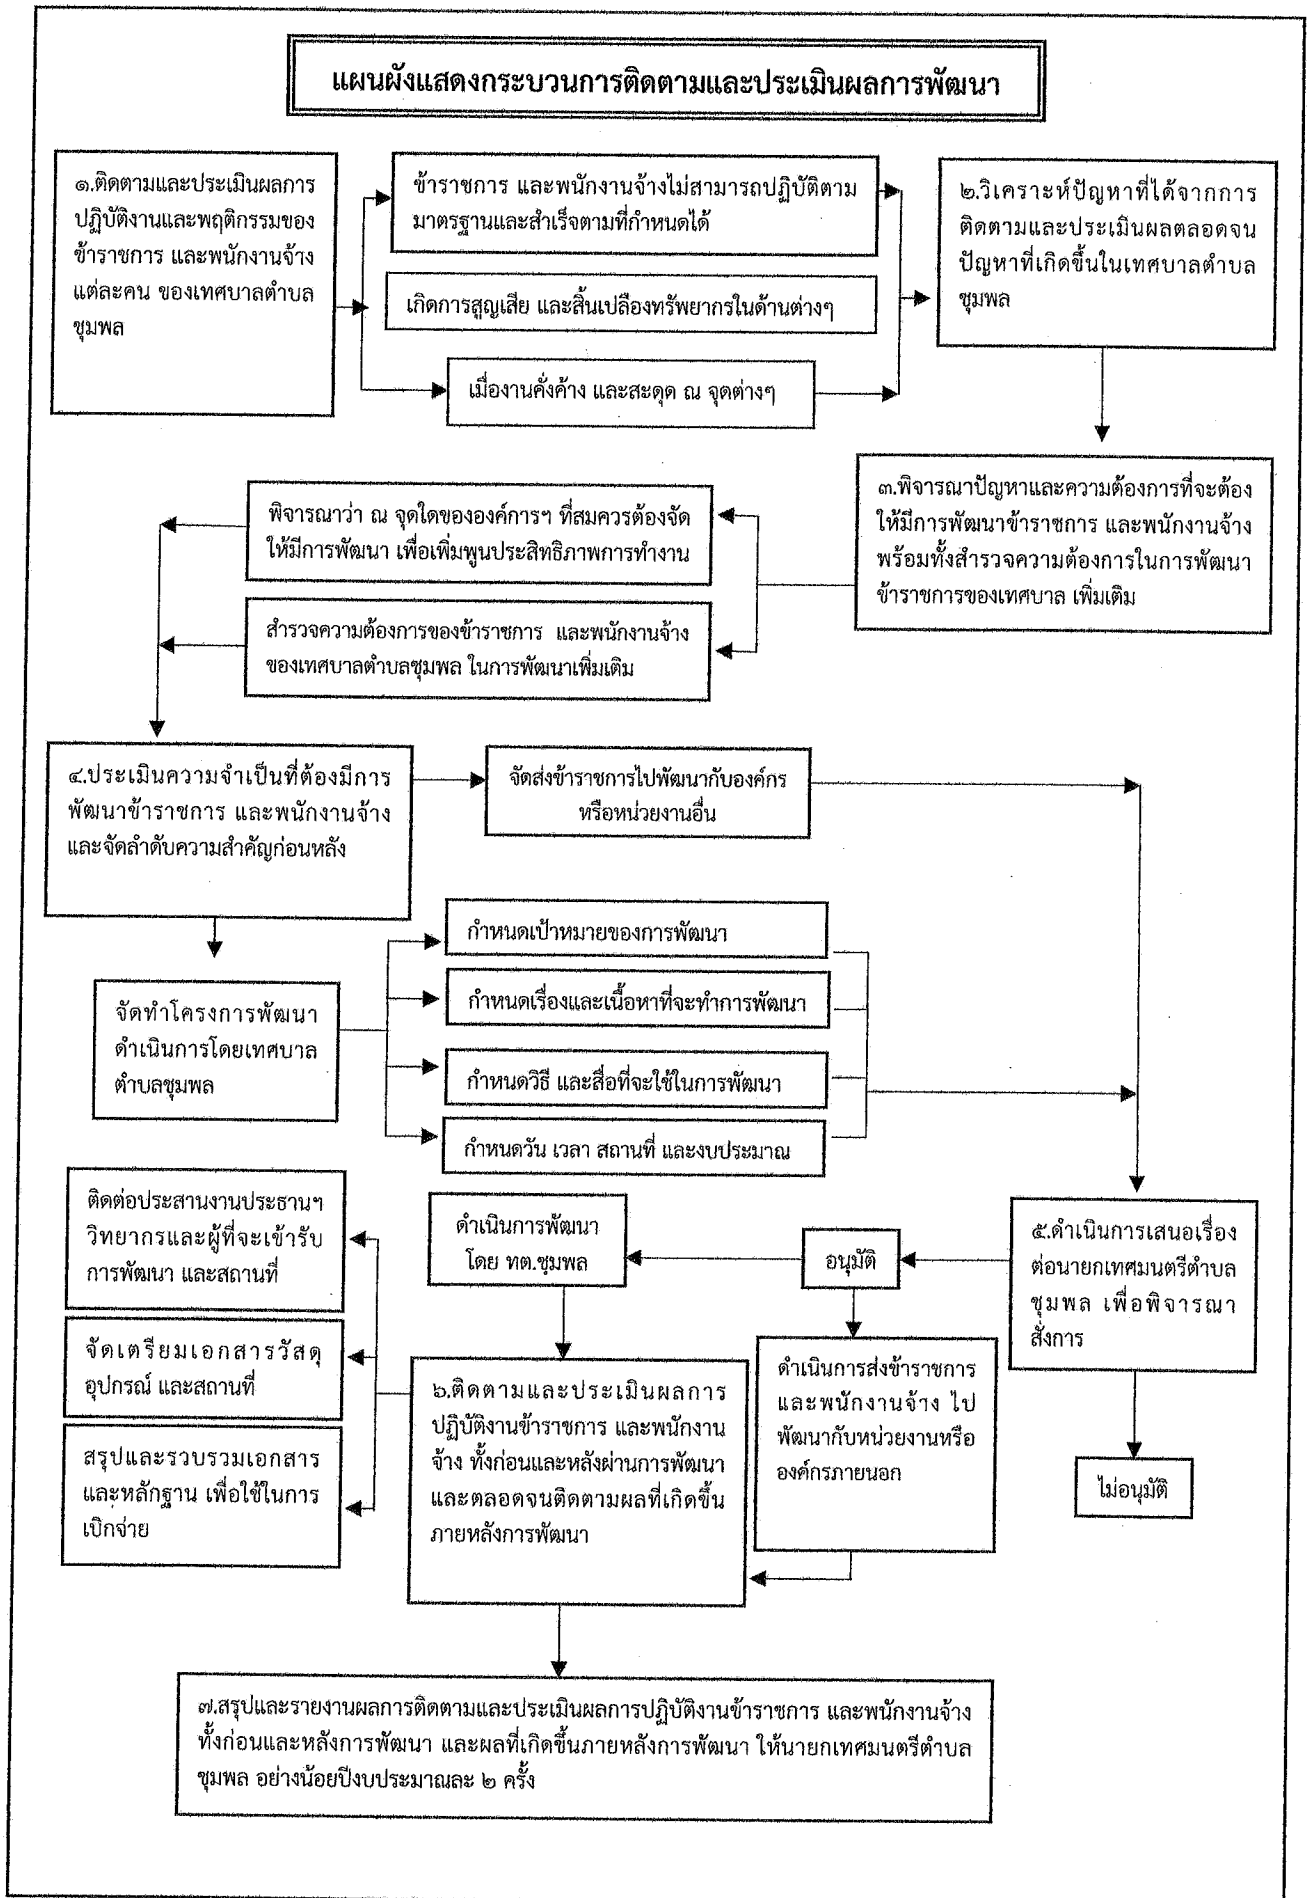 แผนผังแสดงกระบวนการติดตามและประเมินผลการพัฒนา
๑.ติดตามและประเมินผลการ
ปฏิบัติงานและพฤติกรรมของ
ข้าราชการ และพนักงานจ้าง
แต่ละคน ของเทศบาลตำบล
ชุมพล
ข้าราชการ และพนักงานจ้างไม่สามารถปฏิบัติตาม
มาตรฐานและสำเร็จตามที่กำหนดได้
เกิดการสูญเสีย และสิ้นเปลืองทรัพยากรในด้านต่างๆ
เมื่องานคั่งค้าง และสะดุด ณ จุดต่างๆ
๒.วิเคราะห์ปัญหาที่ได้จากการ
ติดตามและประเมินผลตลอดจน
ปัญหาที่เกิดขึ้นในเทศบาลตำบล
ชุมพล
๓.พิจารณาปัญหาและความต้องการที่จะต้อง
ให้มีการพัฒนาข้าราชการ และพนักงานจ้าง
พร้อมทั้งสำรวจความต้องการในการพัฒนา
ข้าราชการของเทศบาล เพิ่มเติม
พิจารณาว่า ณ จุดใดขององค์การฯ ที่สมควรต้องจัด
ให้มีการพัฒนา เพื่อเพิ่มพูนประสิทธิภาพการทำงาน
สำรวจความต้องการของข้าราชการ และพนักงานจ้าง
ของเทศบาลตำบลชุมพล ในการพัฒนาเพิ่มเติม
๔.ประเมินความจำเป็นที่ต้องมีการ
พัฒนาข้าราชการ และพนักงานจ้าง
และจัดลำดับความสำคัญก่อนหลัง
จัดส่งข้าราชการไปพัฒนากับองค์กร
หรือหน่วยงานอื่น
จัดทำโครงการพัฒนา
ดำเนินการโดยเทศบาล
ตำบลชุมพล
กำหนดเป้าหมายของการพัฒนา
กำหนดเรื่องและเนื้อหาที่จะทำการพัฒนา
กำหนดวิธี และสื่อที่จะใช้ในการพัฒนา
กำหนดวัน เวลา สถานที่ และงบประมาณ
๕.ดำเนินการเสนอเรื่อง
ต่อนายกเทศมนตรีตำบล
ชุมพล เพื่อพิจารณา
สั่งการ
อนุมัติ
ไม่อนุมัติ
ดำเนินการพัฒนา
โดย ทต.ชุมพล
ดำเนินการส่งข้าราชการ
และพนักงานจ้าง ไป
พัฒนากับหน่วยงานหรือ
องค์กรภายนอก
ติดต่อประสานงานประธานฯ
วิทยากรและผู้ที่จะเข้ารับ
การพัฒนา และสถานที่
จัดเตรียมเอกสารวัสดุ
อุปกรณ์ และสถานที่
สรุปและรวบรวมเอกสาร
และหลักฐาน เพื่อใช้ในการ
เบิกจ่าย
๖.ติดตามและประเมินผลการ
ปฏิบัติงานข้าราชการ และพนักงาน
จ้าง ทั้งก่อนและหลังผ่านการพัฒนา
และตลอดจนติดตามผลที่เกิดขึ้น
ภายหลังการพัฒนา
๗.สรุปและรายงานผลการติดตามและประเมินผลการปฏิบัติงานข้าราชการ และพนักงานจ้าง
ทั้งก่อนและหลังการพัฒนา และผลที่เกิดขึ้นภายหลังการพัฒนา ให้นายกเทศมนตรีตำบล
ชุมพล อย่างน้อยปีงบประมาณละ ๒ ครั้ง